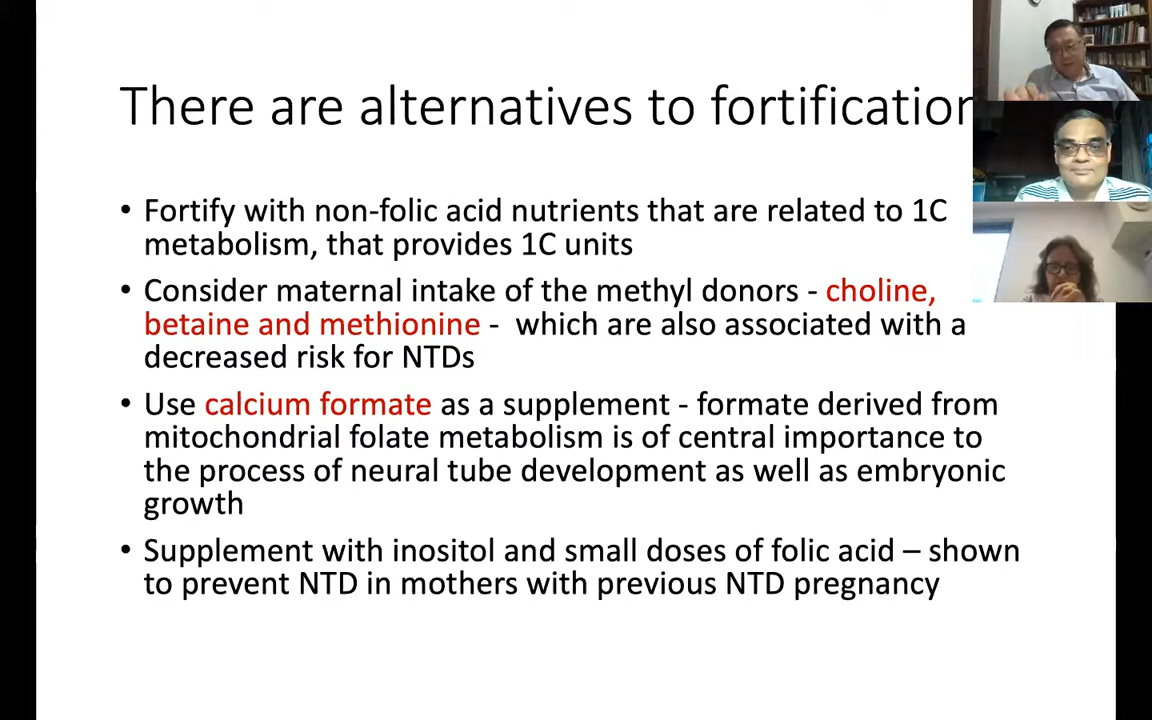 There are alternatives to fortification
• Fortify with non-folic acid nutrients that are related to 1C
metabolism, that provides 1C units
• Consider maternal intake of the methyl donors - choline,
betaine and methionine -  which are also associated with a
decreased risk for NTDs
• Use calcium formate as a supplement - formate derived from
mitochondrial folate metabolism is of central importance to
the process of neural tube development as well as embryonic
growth
• Supplement with inositol and small doses of folic acid – shown
to prevent NTD in mothers with previous NTD pregnancy